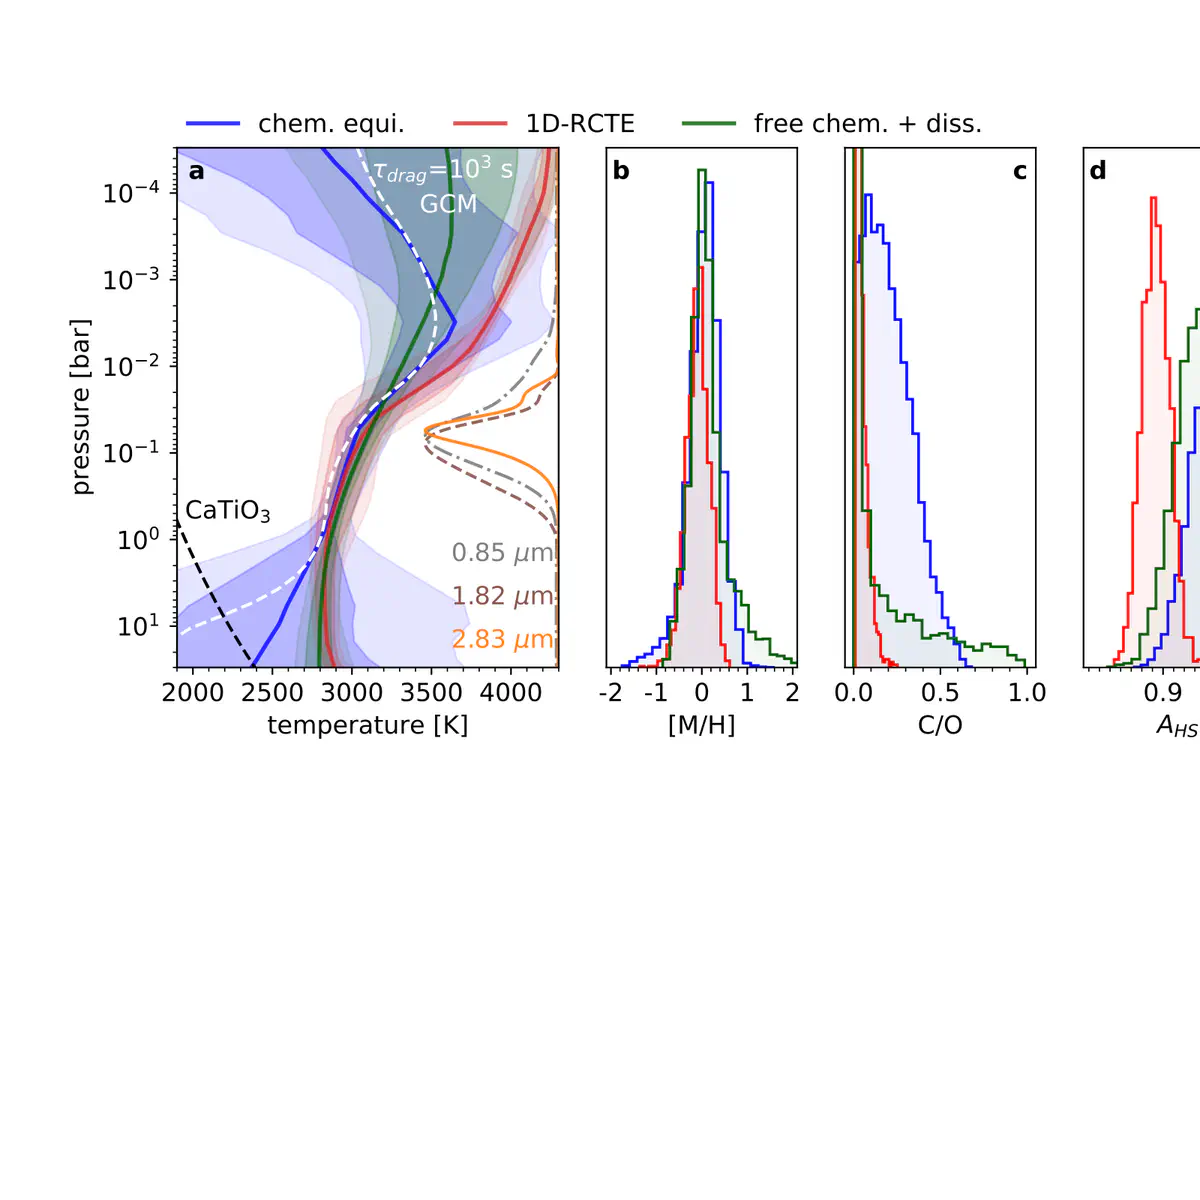 chem. equi. 1D-RCTE free chem. + diss.
a
τ_drag=10³ s
GCM
b
c
d
10⁻⁴
10⁻³
10⁻²
10⁻¹
10⁰
10¹
pressure [bar]
CaTiO₃
0.85 μm
1.82 μm
2.83 μm
2000 2500 3000 3500 4000
temperature [K]
-2 -1 0 1 2
[M/H]
0.0 0.5 1.0
C/O
0.9
A_HS